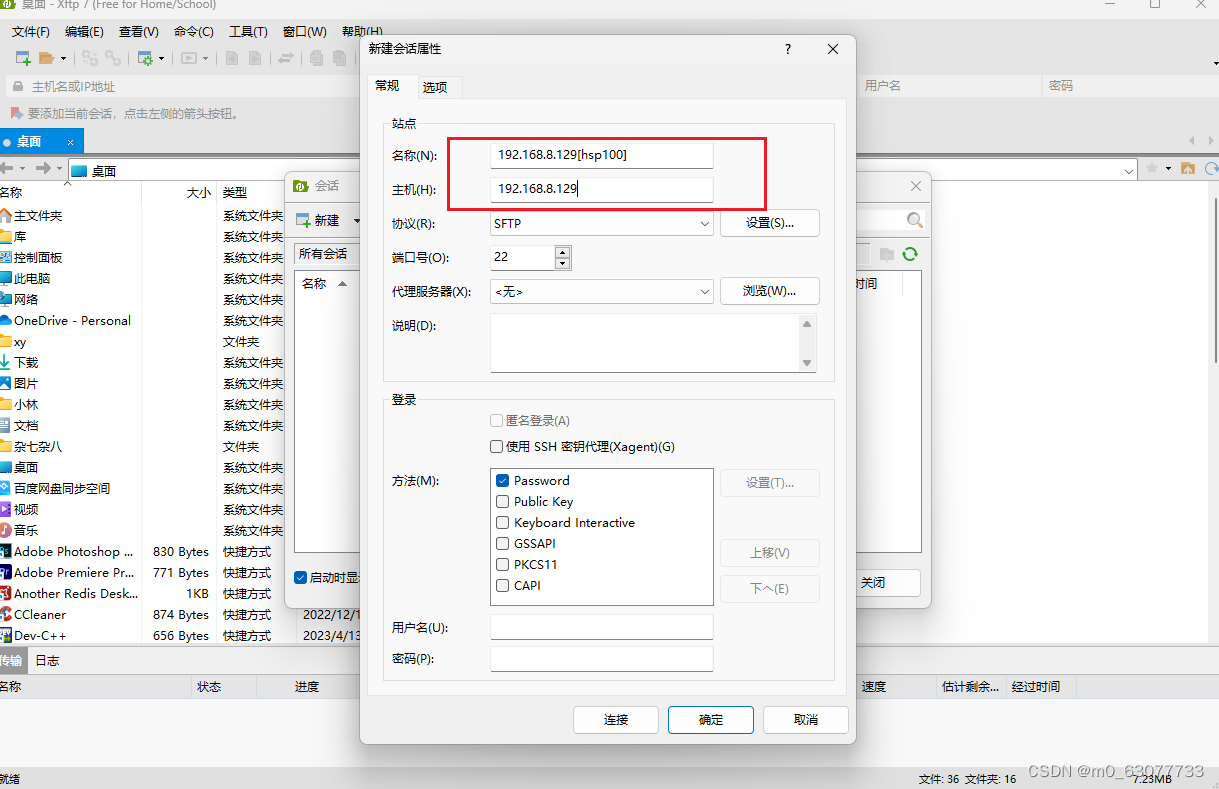 桌面 - Xftp 7 (Free for Home/School)
文件(F) 编辑(E) 查看(V) 命令(C) 工具(T) 窗口(W) 帮助(H)
主机名或IP地址 用户名 密码
要添加当前会话，点击左侧的箭头按钮。
桌面 ×
桌面
名称 大小 类型
主文件夹 系统文件夹
库 系统文件夹
控制面板 系统文件夹
此电脑 系统文件夹
网络 系统文件夹
OneDrive - Personal 系统文件夹
xy 文件夹
下载 系统文件夹
图片 系统文件夹
小林 系统文件夹
文档 系统文件夹
杂七杂八 文件夹
桌面 系统文件夹
百度网盘同步空间 系统文件夹
视频 系统文件夹
音乐 系统文件夹
Adobe Photoshop ... 830 Bytes 快捷方式
Adobe Premiere Pr... 771 Bytes 快捷方式
Another Redis Desk... 1KB 快捷方式
CCleaner 874 Bytes 快捷方式 2022/12/1
Dev-C++ 656 Bytes 快捷方式 2023/4/13
会话
新建
所有会话
名称
时间
启动时显
关闭
新建会话属性 ?
常规 选项
站点
名称(N): 192.168.8.129[hsp100]
主机(H): 192.168.8.129
协议(R): SFTP 设置(S)...
端口号(O): 22
代理服务器(X): <无> 浏览(W)...
说明(D):
登录
匿名登录(A)
使用 SSH 密钥代理(Xagent)(G)
方法(M): Password 设置(T)...
Public Key
Keyboard Interactive
GSSAPI
PKCS11 上移(V)
CAPI 下へ(E)
用户名(U):
密码(P):
连接 确定 取消
传输 日志
名称 状态 进度 速度 估计剩余... 经过时间
就绪 文件: 36 文件夹: 16 7.23MB
CSDN @m0_63077733